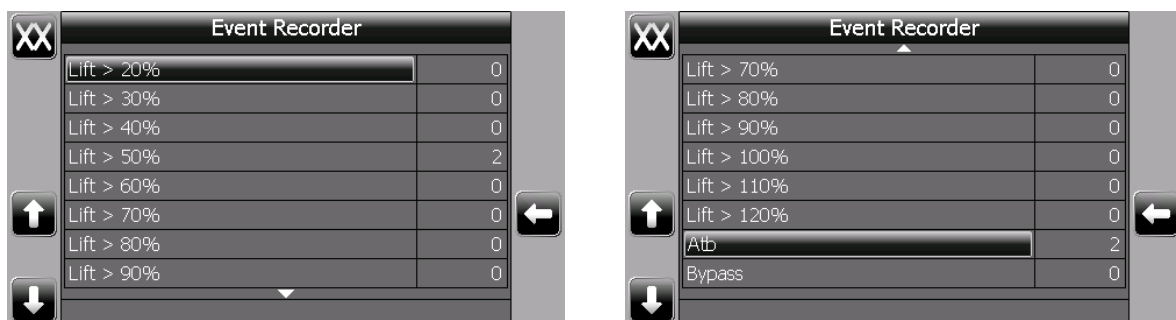 XX
Event Recorder
Lift > 20% 0
Lift > 30% 0
Lift > 40% 0
Lift > 50% 2
Lift > 60% 0
Lift > 70% 0
Lift > 80% 0
Lift > 90% 0
XX
Event Recorder
Lift > 70% 0
Lift > 80% 0
Lift > 90% 0
Lift > 100% 0
Lift > 110% 0
Lift > 120% 0
Atb 2
Bypass 0